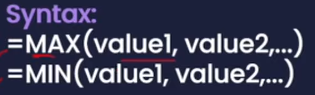 Syntax:
=MAX(value1, value2,...)
=MIN(value1, value2,...)